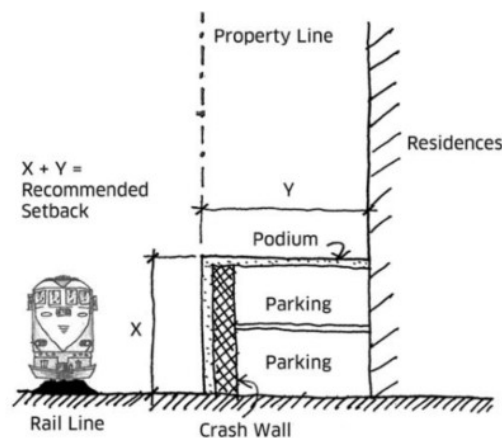 Property Line
Residences
X + Y =
Recommended
Setback
Y
Podium
X
Parking
Parking
Rail Line
Crash Wall